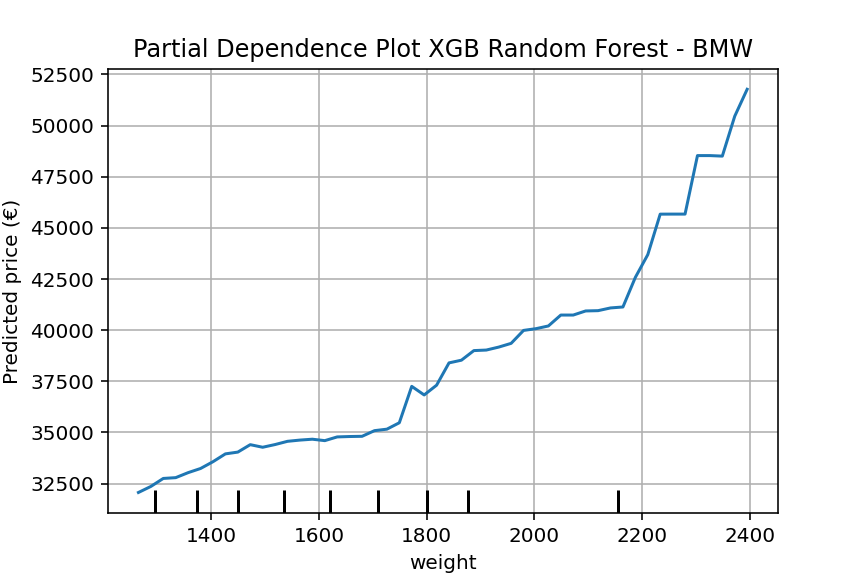 Partial Dependence Plot XGB Random Forest - BMW
52500
50000
47500
45000
42500
40000
37500
35000
32500
Predicted price (€)
1400 1600 1800 2000 2200 2400
weight